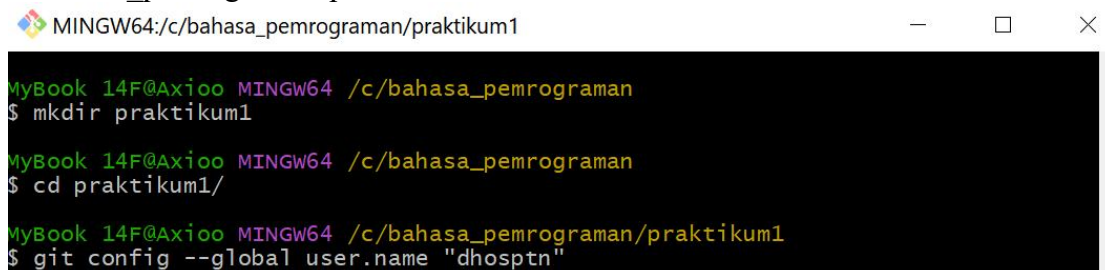 MINGW64:/c/bahasa_pemrograman/praktikum1
MyBook 14F@Axioo MINGW64 /c/bahasa_pemrograman
$ mkdir praktikum1
MyBook 14F@Axioo MINGW64 /c/bahasa_pemrograman
$ cd praktikum1/
MyBook 14F@Axioo MINGW64 /c/bahasa_pemrograman/praktikum1
$ git config --global user.name "dhosptn"